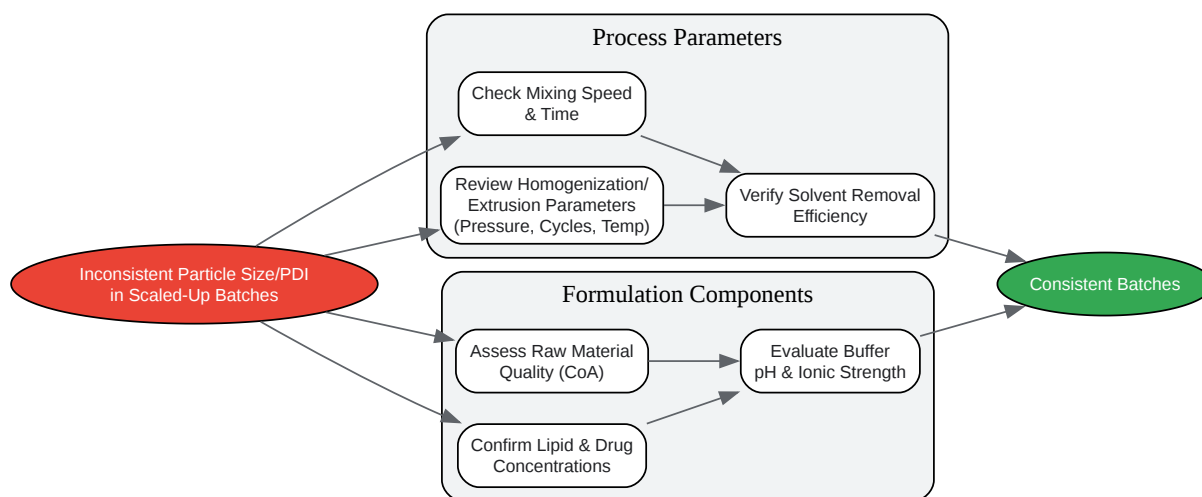 Process Parameters
Check Mixing Speed
& Time
Review Homogenization/
Extrusion Parameters
(Pressure, Cycles, Temp)
Verify Solvent Removal
Efficiency
Inconsistent Particle Size/PDI
in Scaled-Up Batches
Consistent Batches
Formulation Components
Assess Raw Material
Quality (CoA)
Evaluate Buffer
pH & Ionic Strength
Confirm Lipid & Drug
Concentrations